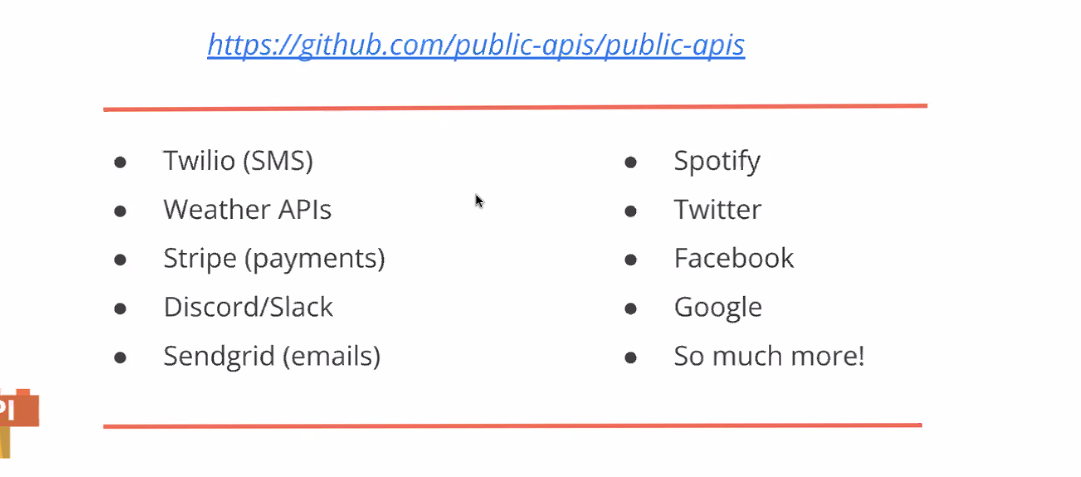 https://github.com/public-apis/public-apis
● Twilio (SMS)
● Weather APIs
● Stripe (payments)
● Discord/Slack
● Sendgrid (emails)
● Spotify
● Twitter
● Facebook
● Google
● So much more!
PI